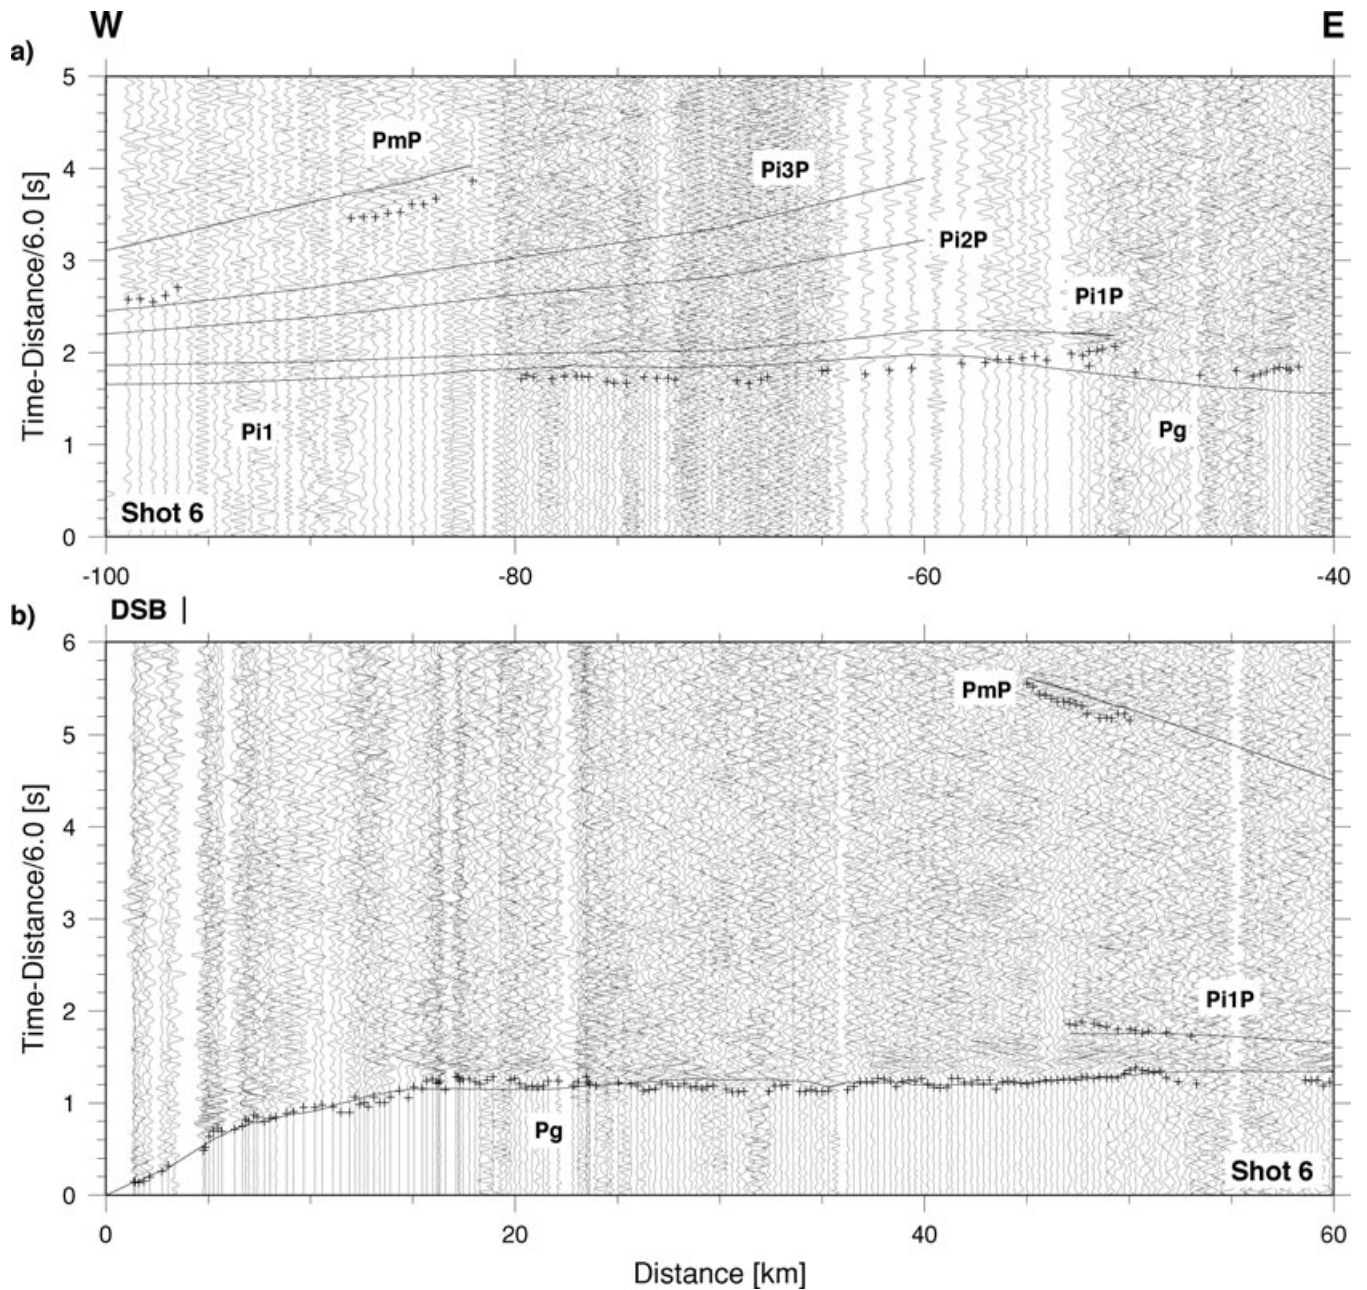 W E
a)
5
4
3
2
1
0
Time-Distance/6.0 [s]
PmP
Pi3P
Pi2P
Pi1P
Pi1
Pg
Shot 6
-100 -80 -60 -40
b) DSB |
6
5
4
3
2
1
0
Time-Distance/6.0 [s]
PmP
Pi1P
Pg
Shot 6
0 20 40 60
Distance [km]